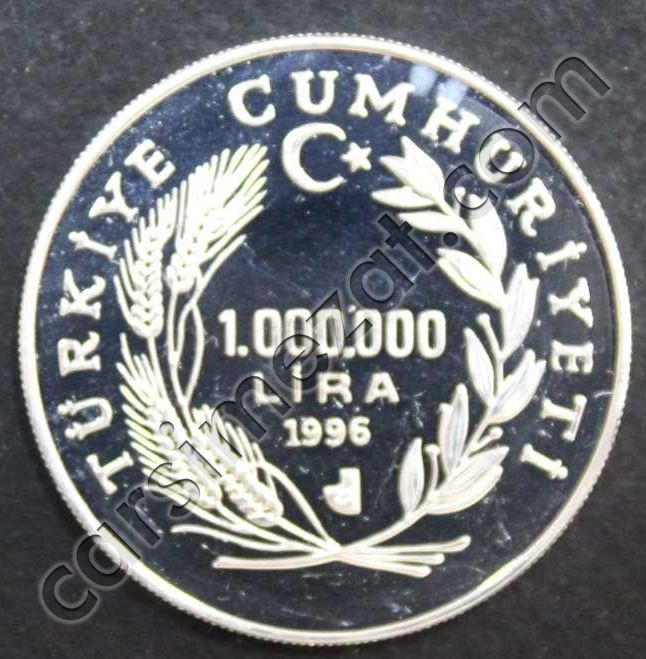 TÜRKİYE CUMHURİYETİ
1.000.000
LİRA
1996
carsimezat.com